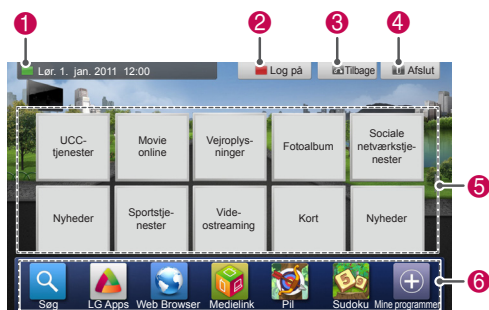 1
2
3
4
Lør. 1. jan. 2011 12:00
Log på
Tilbage
Afslut
UCC-
tjenester
Movie
online
Vejroplys-
ninger
Fotoalbum
Sociale
netværkstje-
nester
5
Nyheder
Sportstje-
nester
Vide-
ostreaming
Kort
Nyheder
6
Søg
LG Apps
Web Browser
Medielink
Pil
Sudoku
Mine programmer